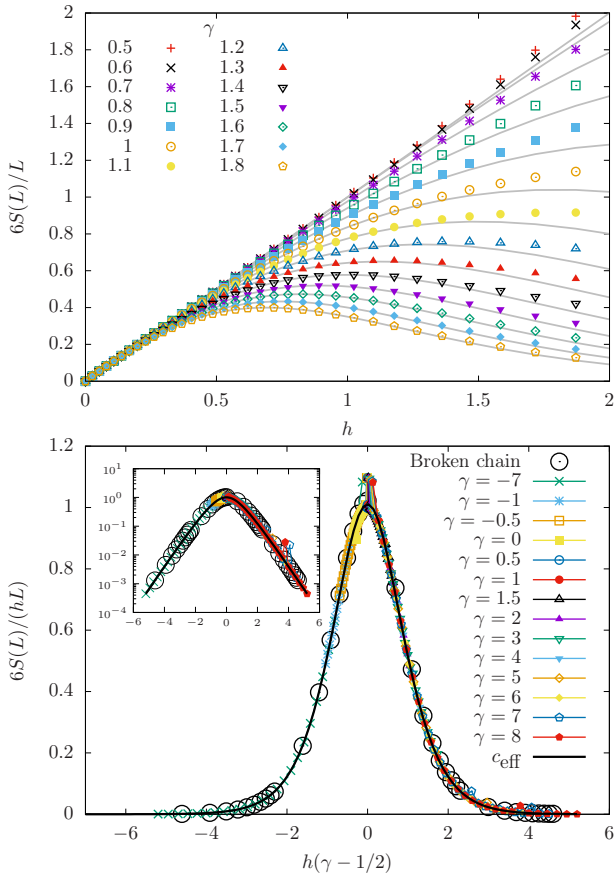 2
1.8
1.6
1.4
1.2
1
0.8
0.6
0.4
0.2
0
6S(L)/L
γ
0.5 1.2
0.6 1.3
0.7 1.4
0.8 1.5
0.9 1.6
1 1.7
1.1 1.8
0 0.5 1 1.5 2
h
1.2
1
0.8
0.6
0.4
0.2
0
6S(L)/(hL)
10^1
10^0
10^−1
10^−2
10^−3
10^−4
−6 −4 −2 0 2 4 6
Broken chain
γ = −7
γ = −1
γ = −0.5
γ = 0
γ = 0.5
γ = 1
γ = 1.5
γ = 2
γ = 3
γ = 4
γ = 5
γ = 6
γ = 7
γ = 8
c_eff
−6 −4 −2 0 2 4 6
h(γ − 1/2)